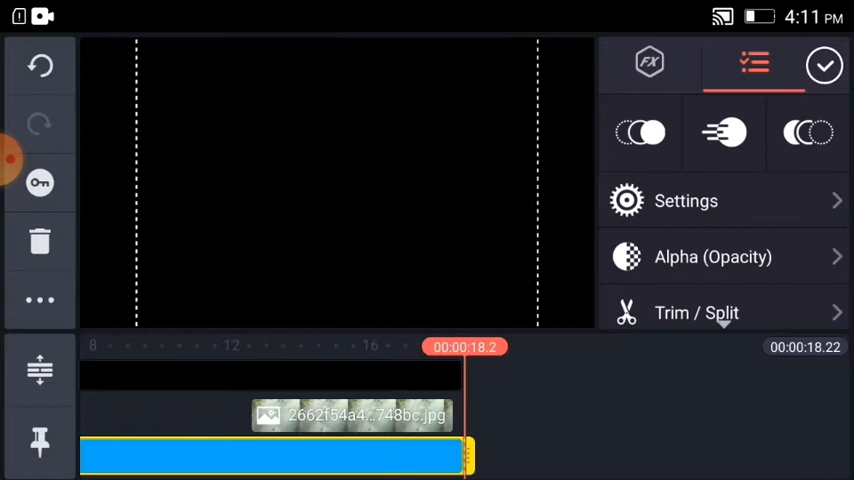 4:11 PM
FX
Settings
Alpha (Opacity)
Trim / Split
8 12 16 00:00:18.2 00:00:18.22
2662f54a4...748bc.jpg